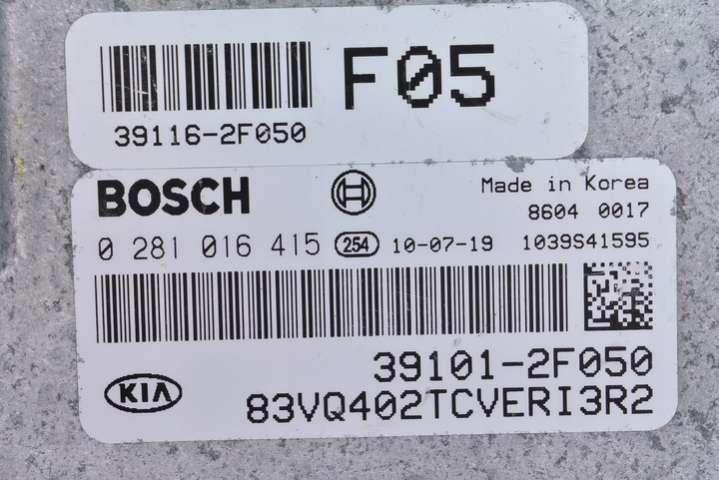 F05
39116-2F050
BOSCH
Made in Korea
8604 0017
0 281 016 415 254 10-07-19 1039S41595
39101-2F050
KIA
83VQ402TCVERI3R2